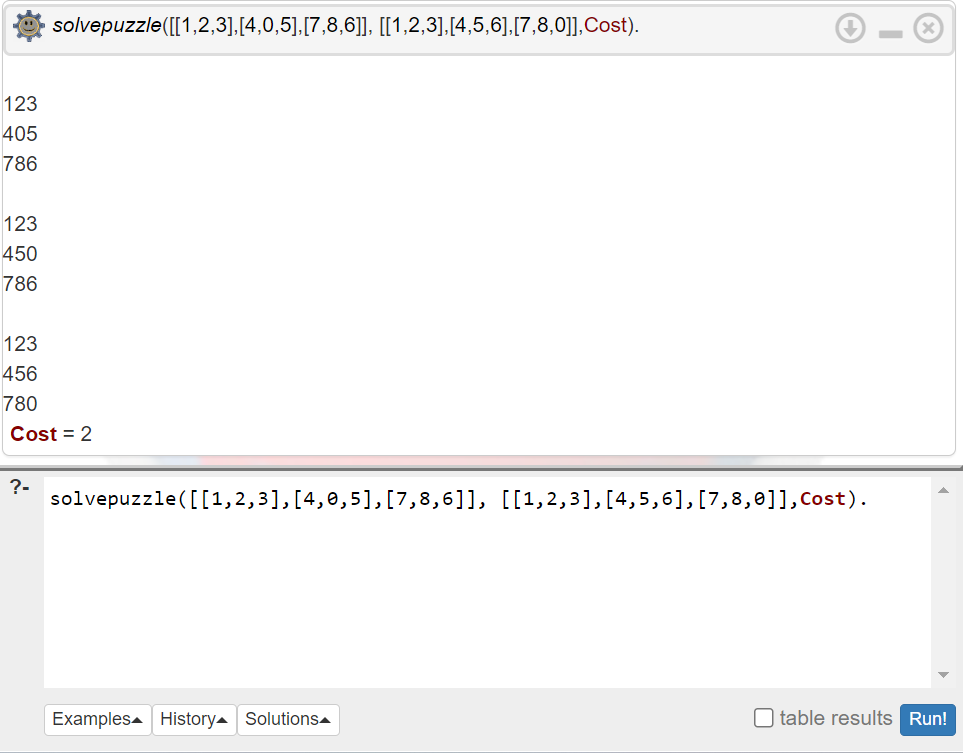 solvepuzzle([[1,2,3],[4,0,5],[7,8,6]], [[1,2,3],[4,5,6],[7,8,0]],Cost).
123
405
786
123
450
786
123
456
780
Cost = 2
?- solvepuzzle([[1,2,3],[4,0,5],[7,8,6]], [[1,2,3],[4,5,6],[7,8,0]],Cost).
Examples▲ History▲ Solutions▲ table results Run!